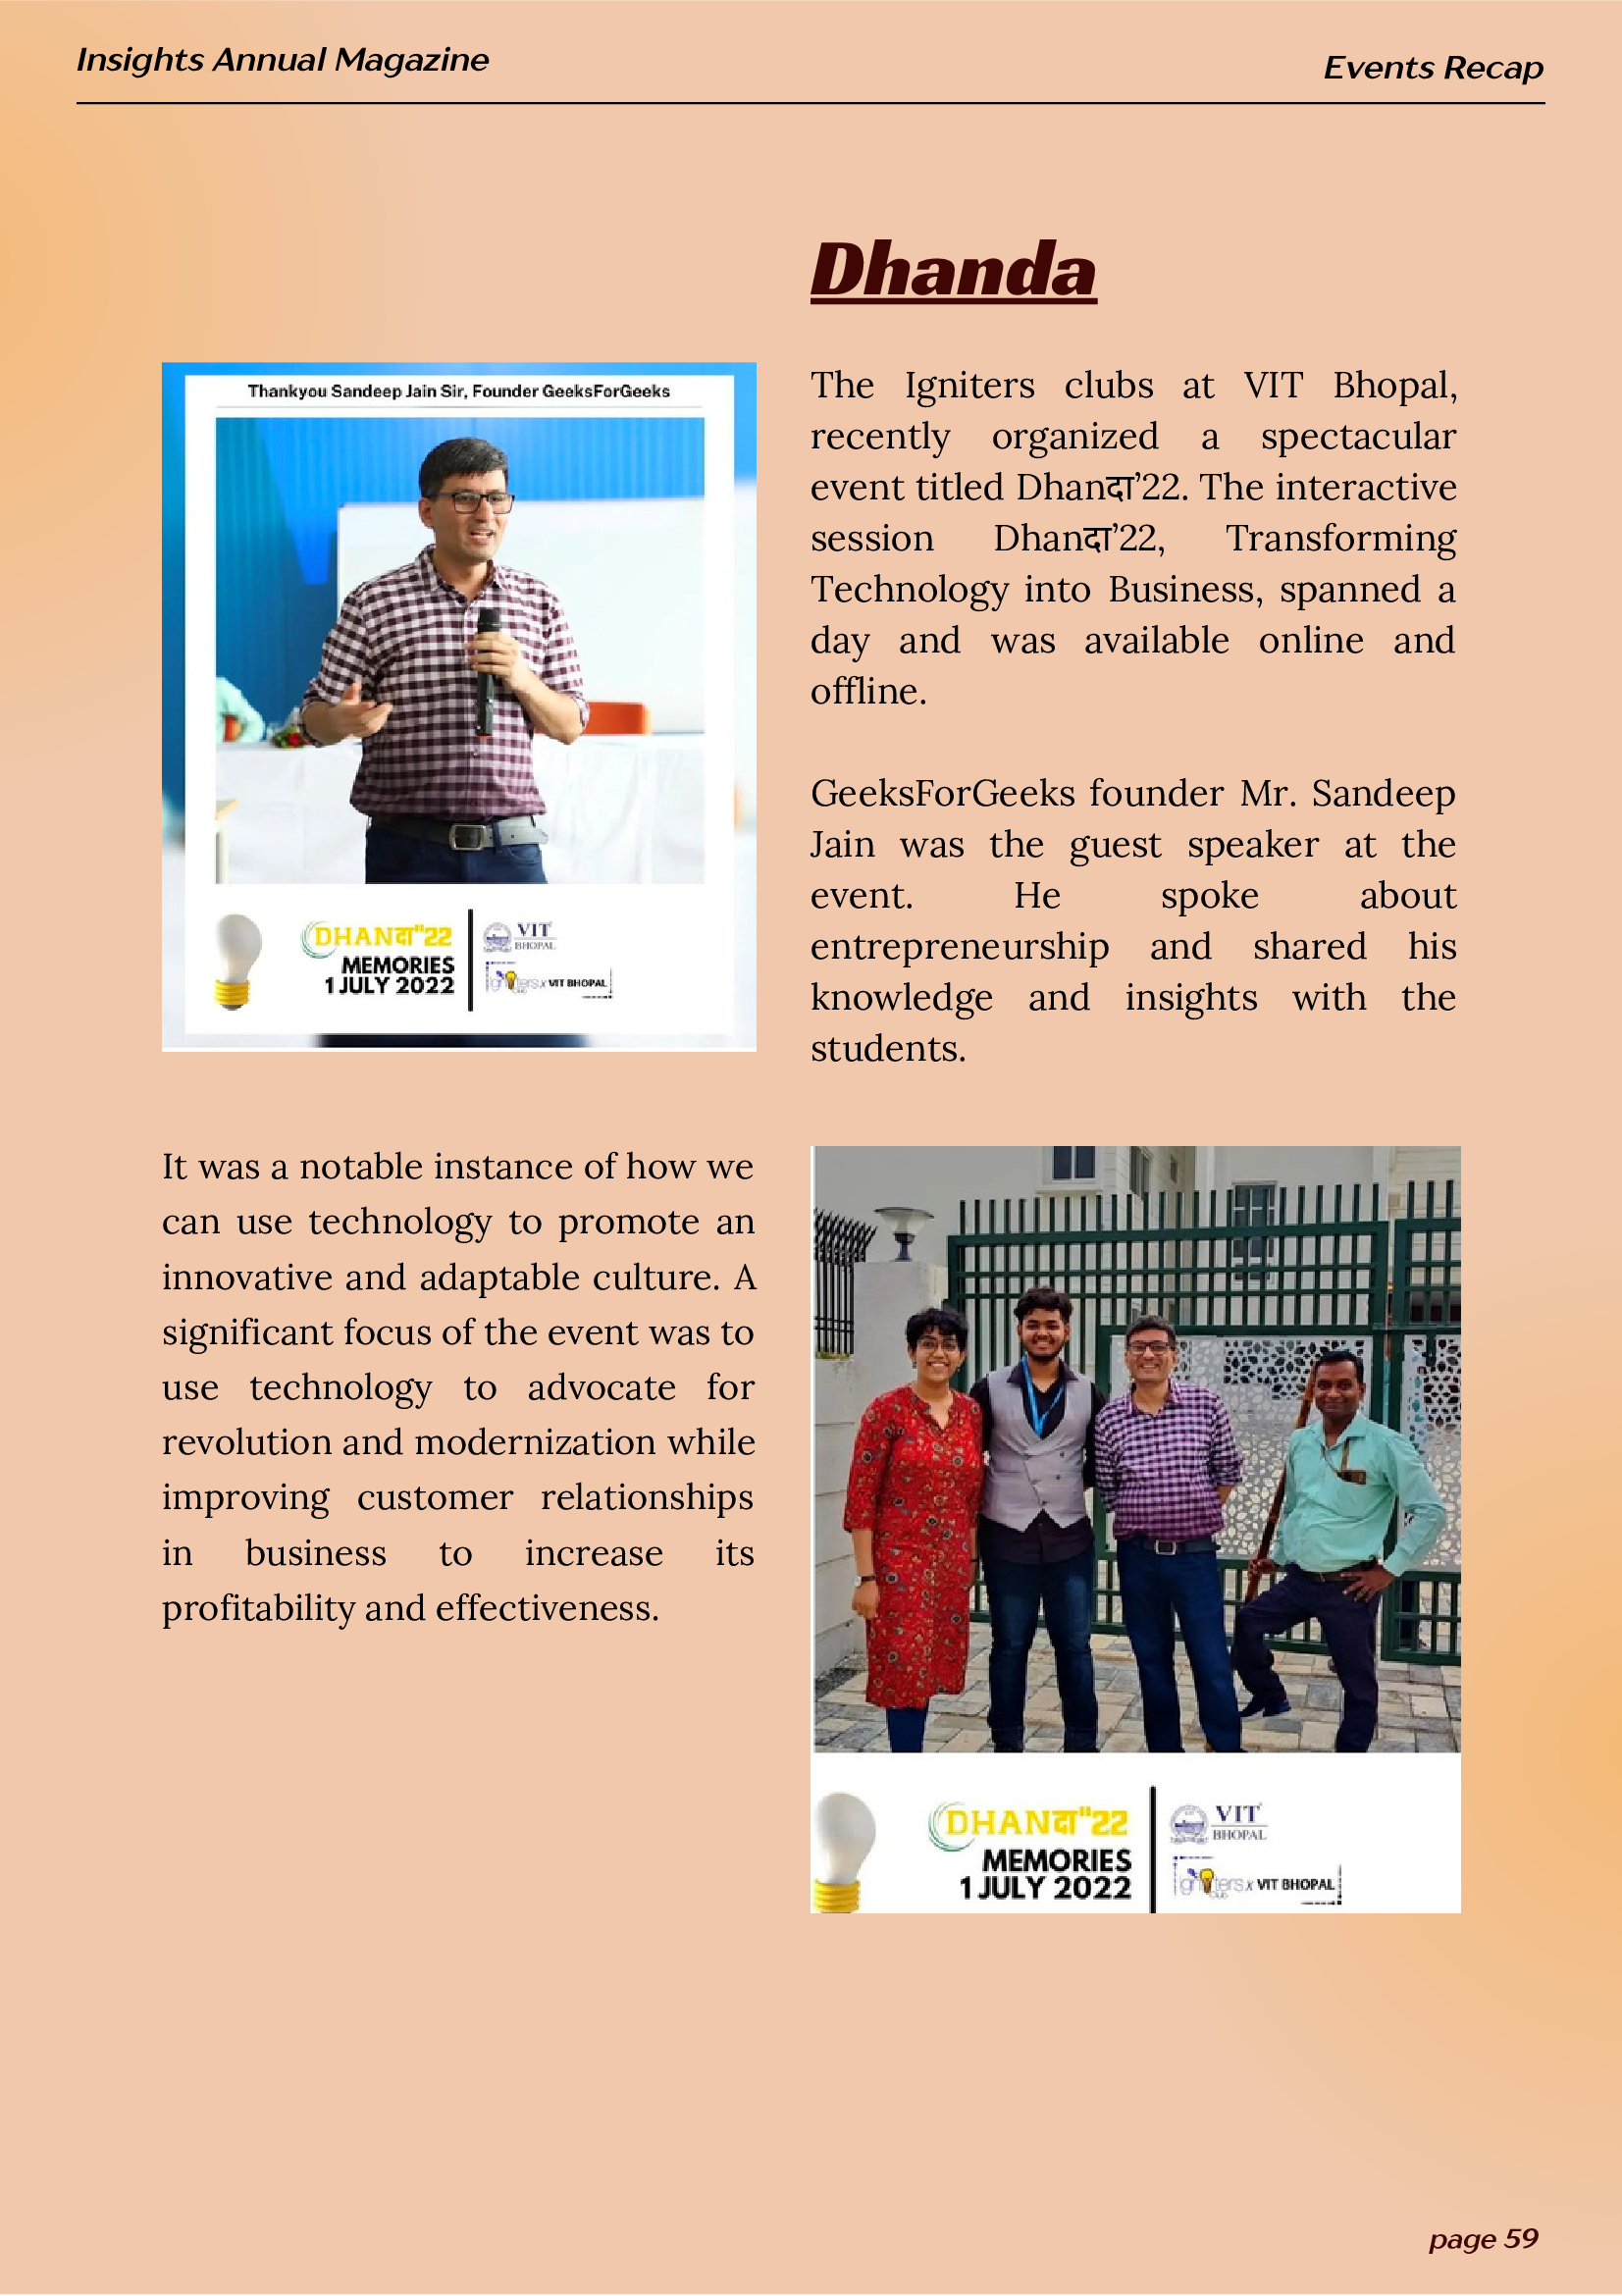 Insights Annual Magazine
Events Recap
Dhanda
Thankyou Sandeep Jain Sir, Founder GeeksForGeeks
DHANदा"22
MEMORIES
1 JULY 2022
VIT
BHOPAL
Igniters x VIT BHOPAL
Club
The Igniters clubs at VIT Bhopal,
recently organized a spectacular
event titled Dhanदा’22. The interactive
session Dhanदा’22, Transforming
Technology into Business, spanned a
day and was available online and
offline.
GeeksForGeeks founder Mr. Sandeep
Jain was the guest speaker at the
event. He spoke about
entrepreneurship and shared his
knowledge and insights with the
students.
It was a notable instance of how we
can use technology to promote an
innovative and adaptable culture. A
significant focus of the event was to
use technology to advocate for
revolution and modernization while
improving customer relationships
in business to increase its
profitability and effectiveness.
DHANदा"22
MEMORIES
1 JULY 2022
VIT
BHOPAL
Igniters x VIT BHOPAL
Club
page 59